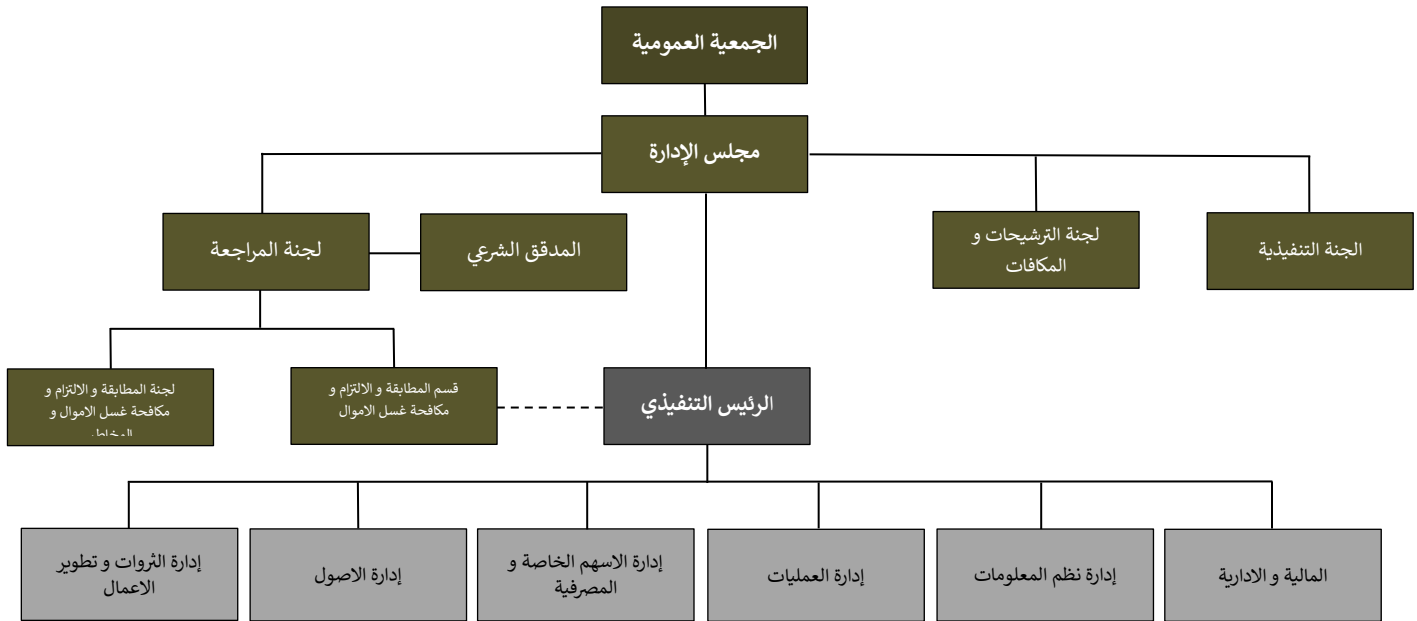 الجمعية العمومية
مجلس الإدارة
الجنة التنفيذية
لجنة الترشيحات و
المكافات
المدقق الشرعي
لجنة المراجعة
الرئيس التنفيذي
قسم المطابقة و الالتزام و
مكافحة غسل الاموال
لجنة المطابقة و الالتزام و
مكافحة غسل الاموال و
المالية و الادارية
إدارة نظم المعلومات
إدارة العمليات
إدارة الاسهم الخاصة و
المصرفية
إدارة الاصول
إدارة الثروات و تطوير
الاعمال